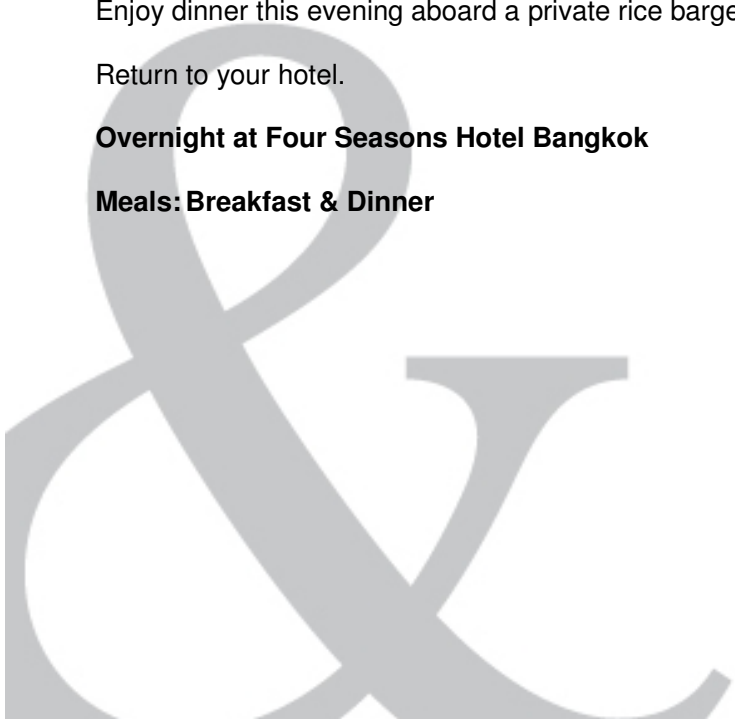 Enjoy dinner this evening aboard a private rice barge
Return to your hotel.
Overnight at Four Seasons Hotel Bangkok
Meals: Breakfast & Dinner
&